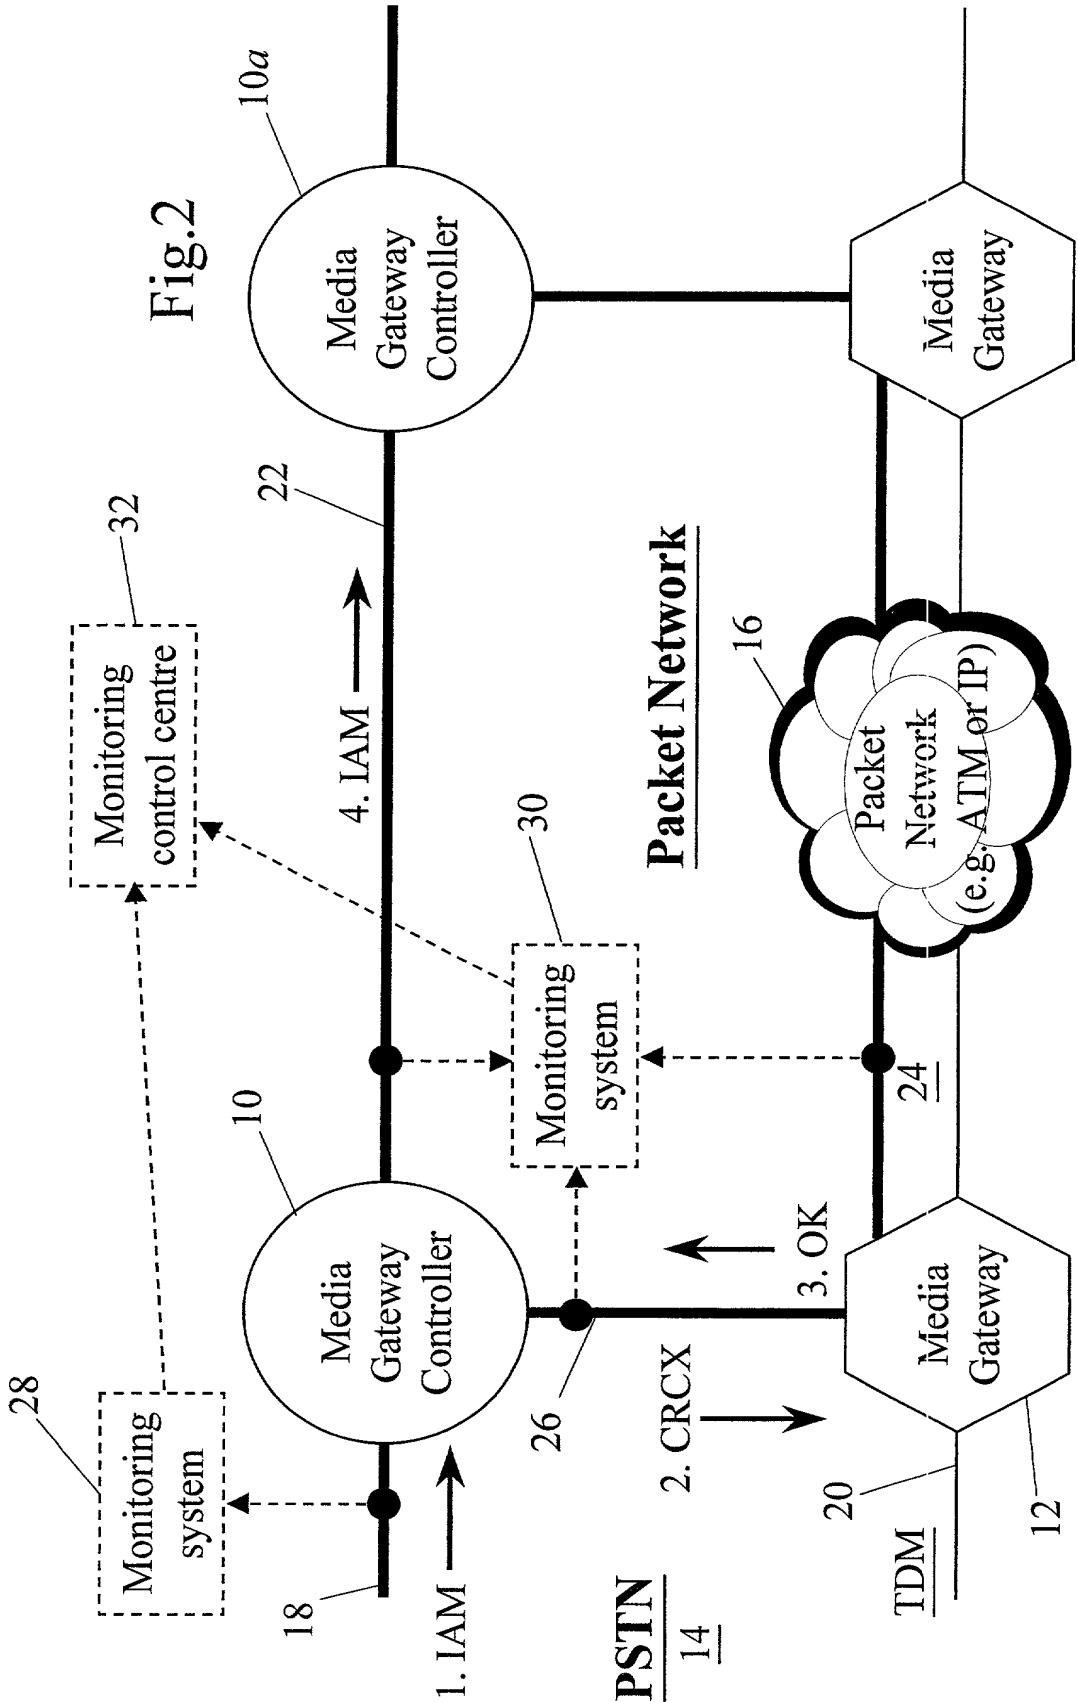 Fig.2
28
Monitoring
system
32
Monitoring
control centre
18
1. IAM
10
Media
Gateway
Controller
4. IAM
22
10a
Media
Gateway
Controller
26
30
Monitoring
system
PSTN
14
2. CRCX
3. OK
Packet Network
16
TDM
20
12
Media
Gateway
24
Packet
Network
(e.g. ATM or IP)
Media
Gateway